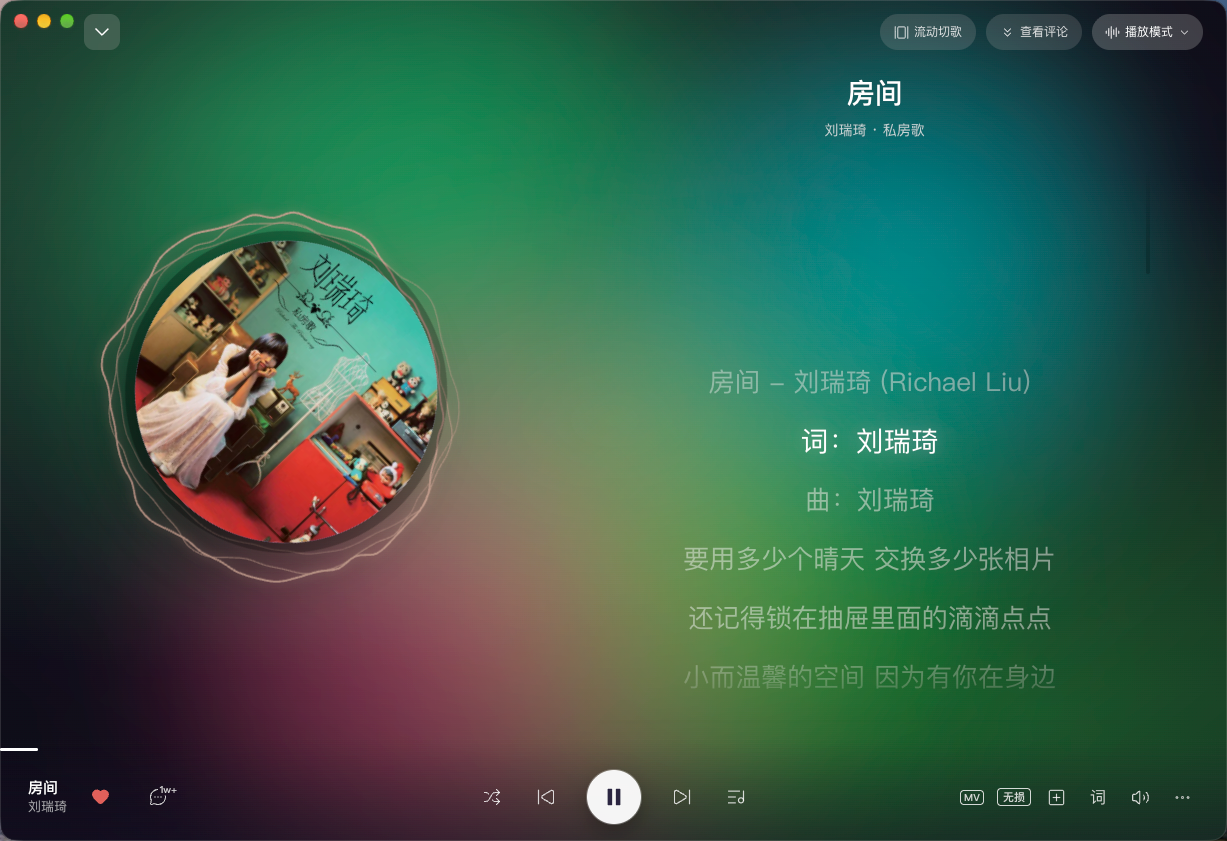 流动切歌
查看评论
播放模式
房间
刘瑞琦 · 私房歌
刘瑞琦
私房歌
房间 – 刘瑞琦 (Richael Liu)
词：刘瑞琦
曲：刘瑞琦
要用多少个晴天 交换多少张相片
还记得锁在抽屉里面的滴滴点点
小而温馨的空间 因为有你在身边
房间
刘瑞琦
1w+
MV
无损
词